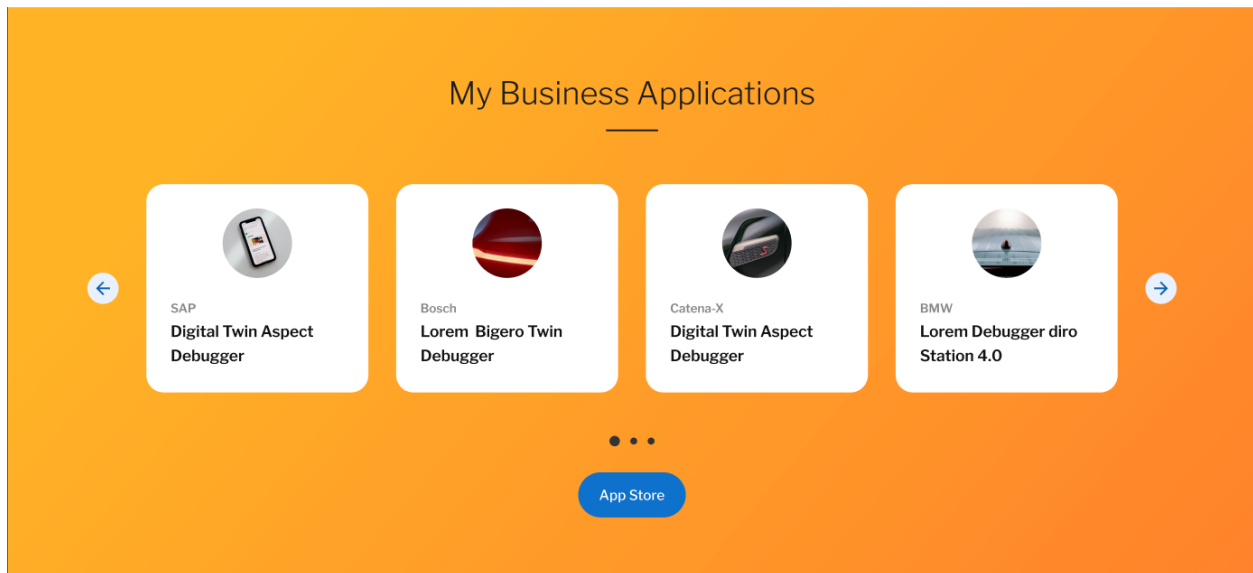 My Business Applications
SAP
Digital Twin Aspect
Debugger
Bosch
Lorem  Bigero Twin
Debugger
Catena-X
Digital Twin Aspect
Debugger
BMW
Lorem Debugger diro
Station 4.0
App Store